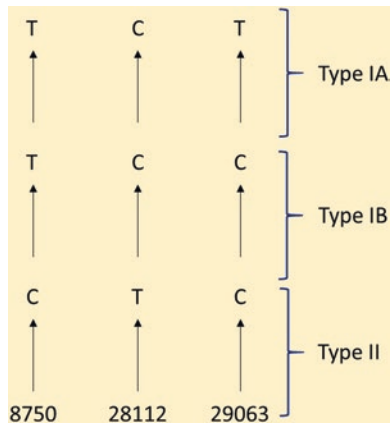 T C T
Type IA
T C C
Type IB
C T C
Type II
8750 28112 29063